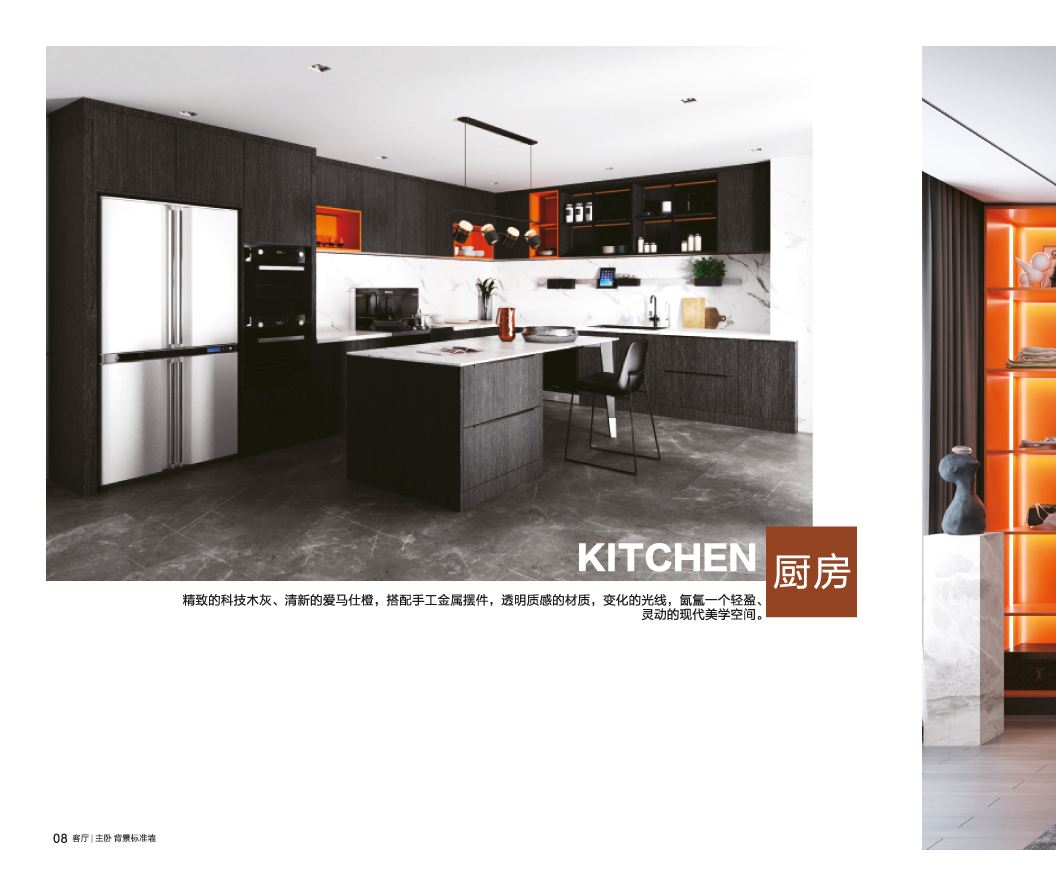 KITCHEN
厨房
精致的科技木灰、清新的爱马仕橙，搭配手工金属摆件，透明质感的材质，变化的光线，氤氲一个轻盈、
灵动的现代美学空间。
08 客厅 | 主卧 背景标准墙